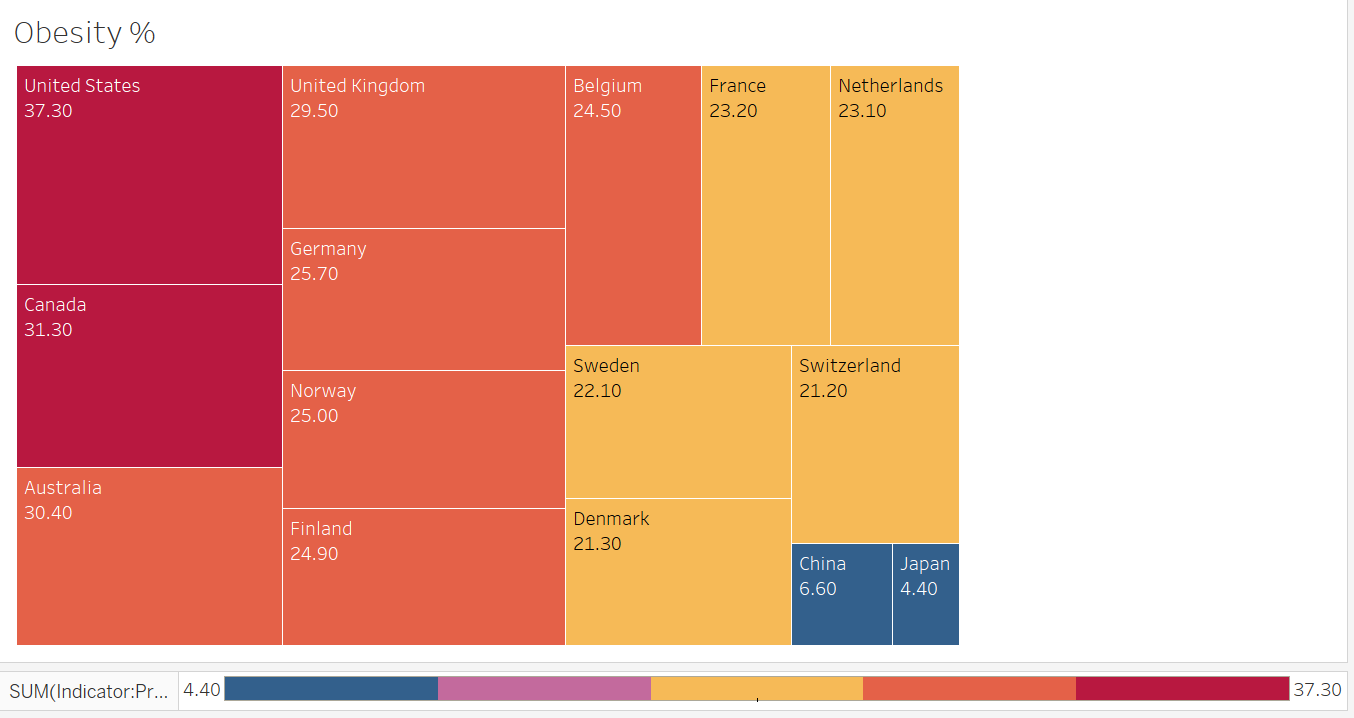 Obesity %
United States
37.30
Canada
31.30
Australia
30.40
United Kingdom
29.50
Germany
25.70
Norway
25.00
Finland
24.90
Belgium
24.50
France
23.20
Netherlands
23.10
Sweden
22.10
Denmark
21.30
Switzerland
21.20
China
6.60
Japan
4.40
SUM(Indicator:Pr... 4.40 37.30